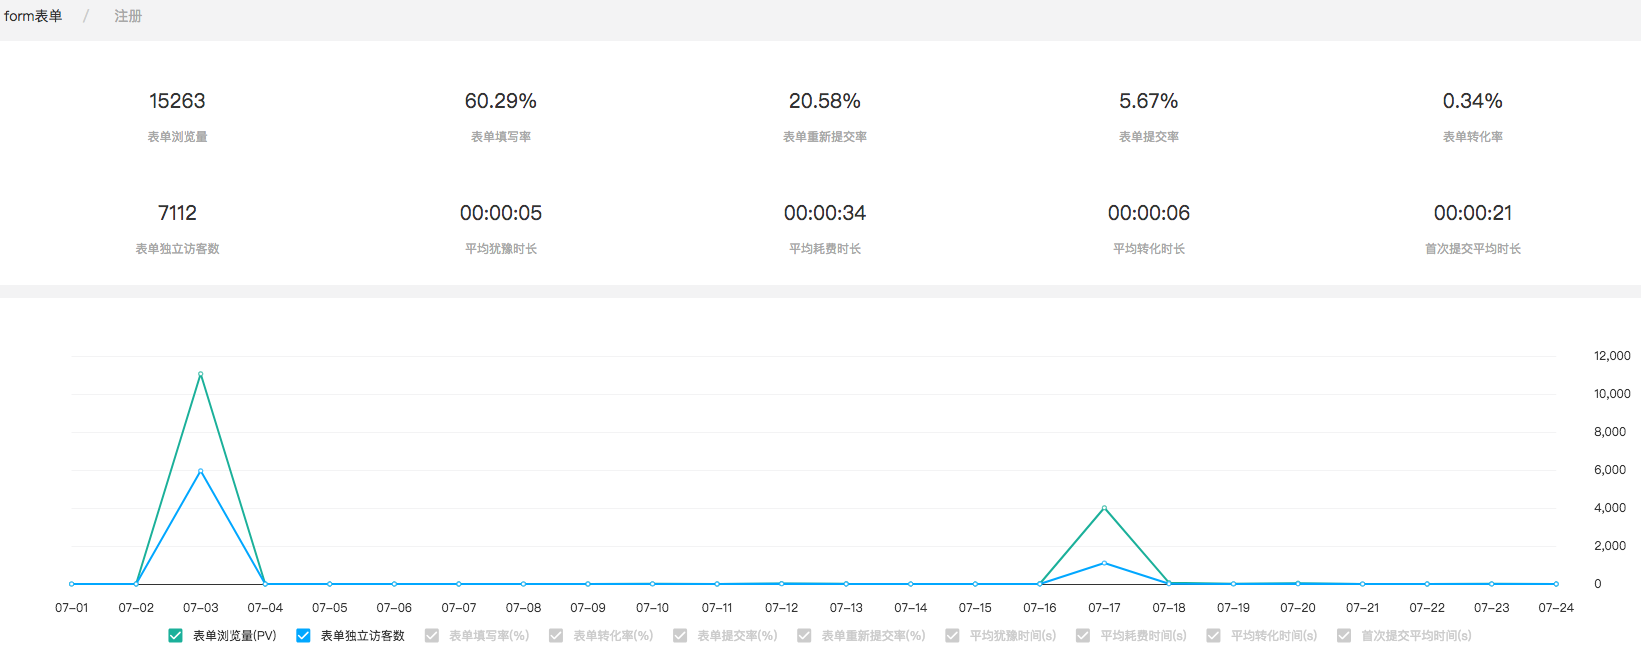 form表单 / 注册
15263 60.29% 20.58% 5.67% 0.34%
表单浏览量 表单填写率 表单重新提交率 表单提交率 表单转化率
7112 00:00:05 00:00:34 00:00:06 00:00:21
表单独立访客数 平均犹豫时长 平均耗费时长 平均转化时长 首次提交平均时长
12,000
10,000
8,000
6,000
4,000
2,000
0
07-01 07-02 07-03 07-04 07-05 07-06 07-07 07-08 07-09 07-10 07-11 07-12 07-13 07-14 07-15 07-16 07-17 07-18 07-19 07-20 07-21 07-22 07-23 07-24
表单浏览量(PV) 表单独立访客数 表单填写率(%) 表单转化率(%) 表单提交率(%) 表单重新提交率(%) 平均犹豫时间(s) 平均耗费时间(s) 平均转化时间(s) 首次提交平均时间(s)